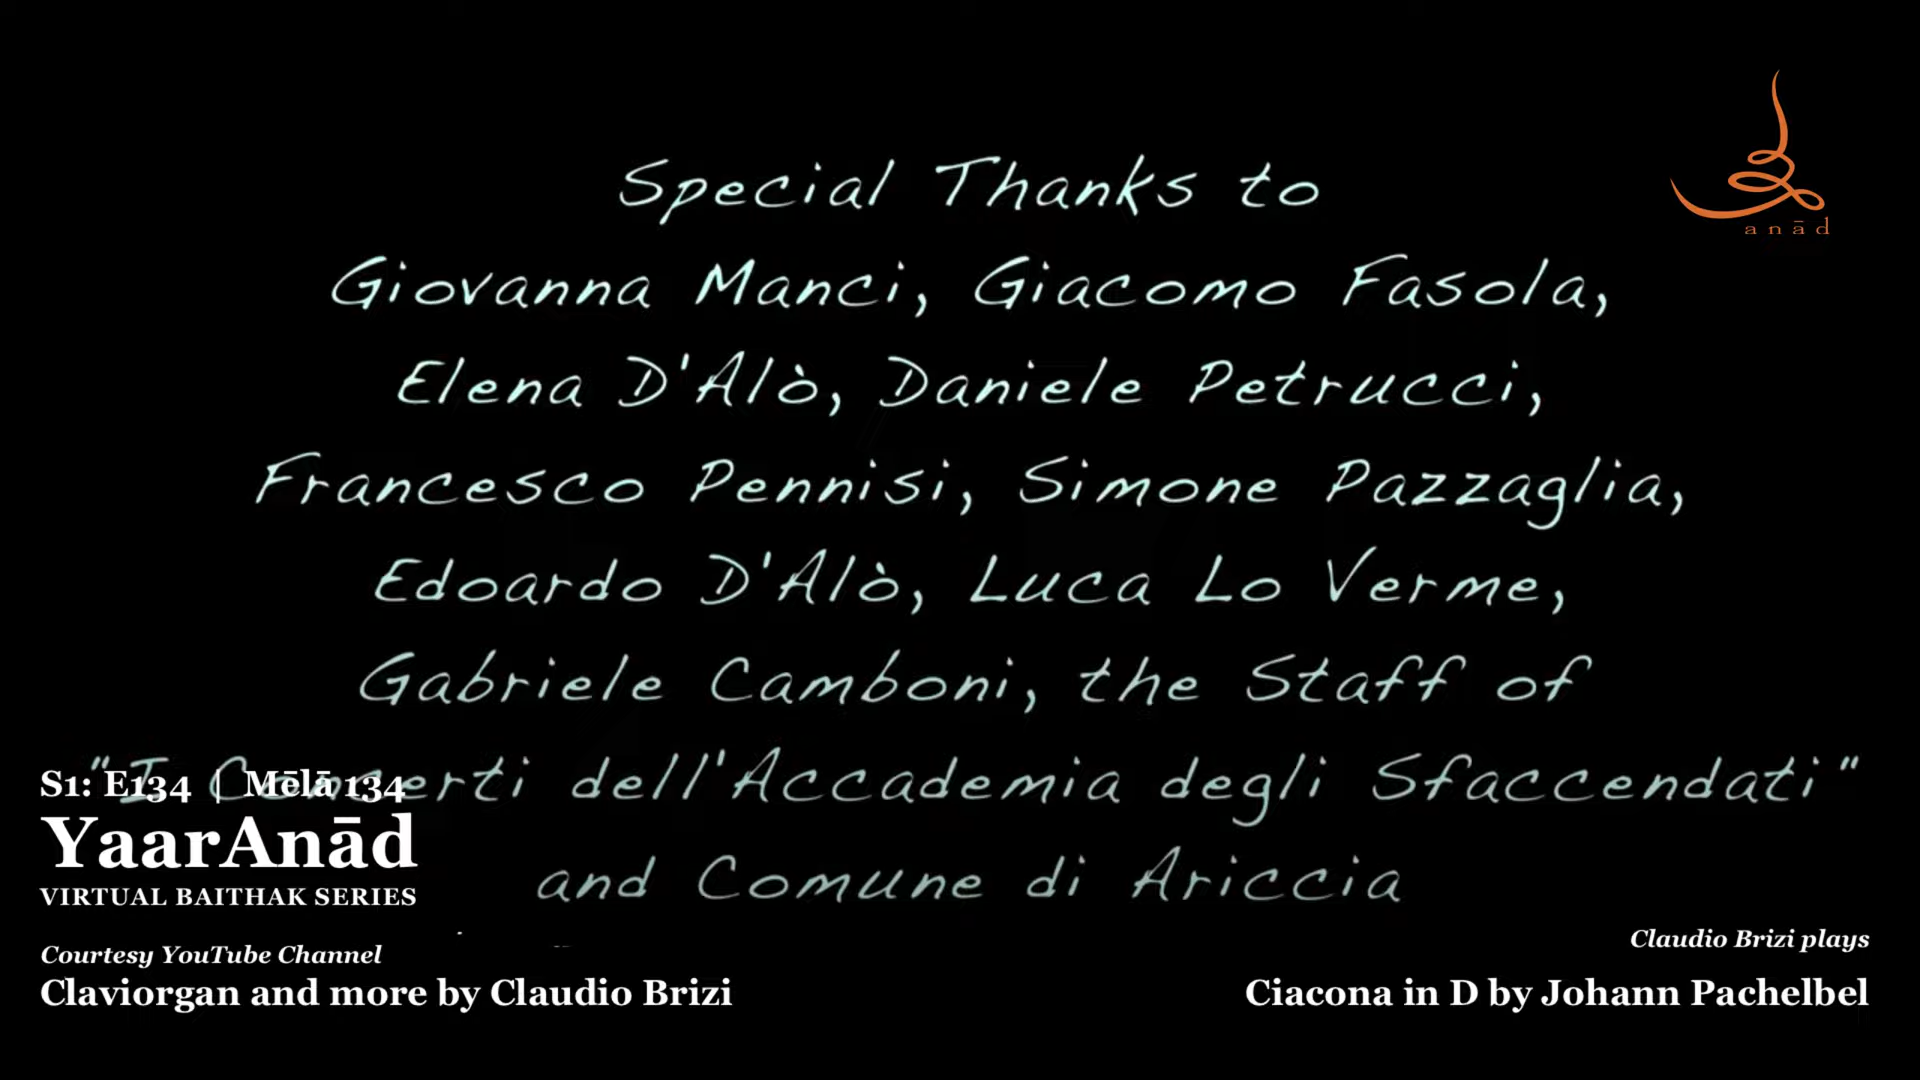 Special Thanks to
Giovanna Manci, Giacomo Fasola,
Elena D'Alò, Daniele Petrucci,
Francesco Pennisi, Simone Pazzaglia,
Edoardo D'Alò, Luca Lo Verme,
Gabriele Camboni, the Staff of
"I Concerti dell'Accademia degli Sfaccendati"
and Comune di Ariccia
anād
S1: E134 | Mēlā 134
YaarAnād
VIRTUAL BAITHAK SERIES
Courtesy YouTube Channel
Claviorgan and more by Claudio Brizi
Claudio Brizi plays
Ciacona in D by Johann Pachelbel